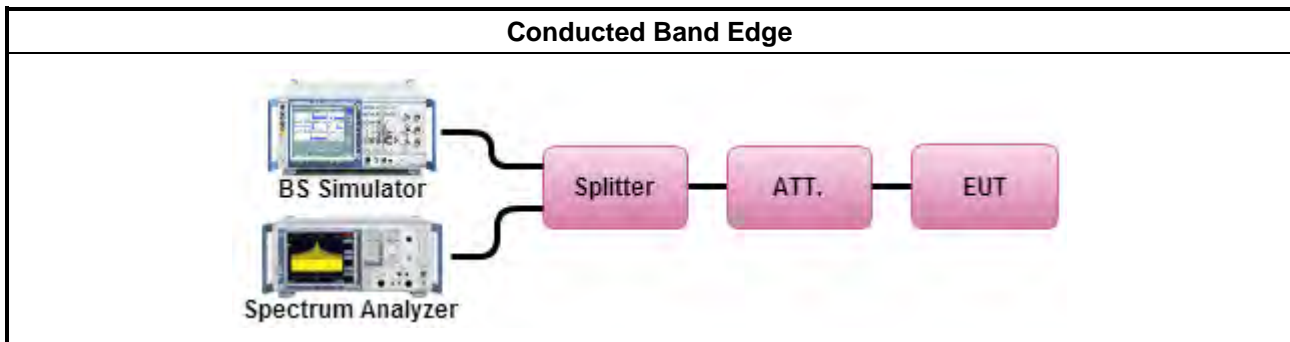 Conducted Band Edge
BS Simulator
Splitter
ATT.
EUT
Spectrum Analyzer